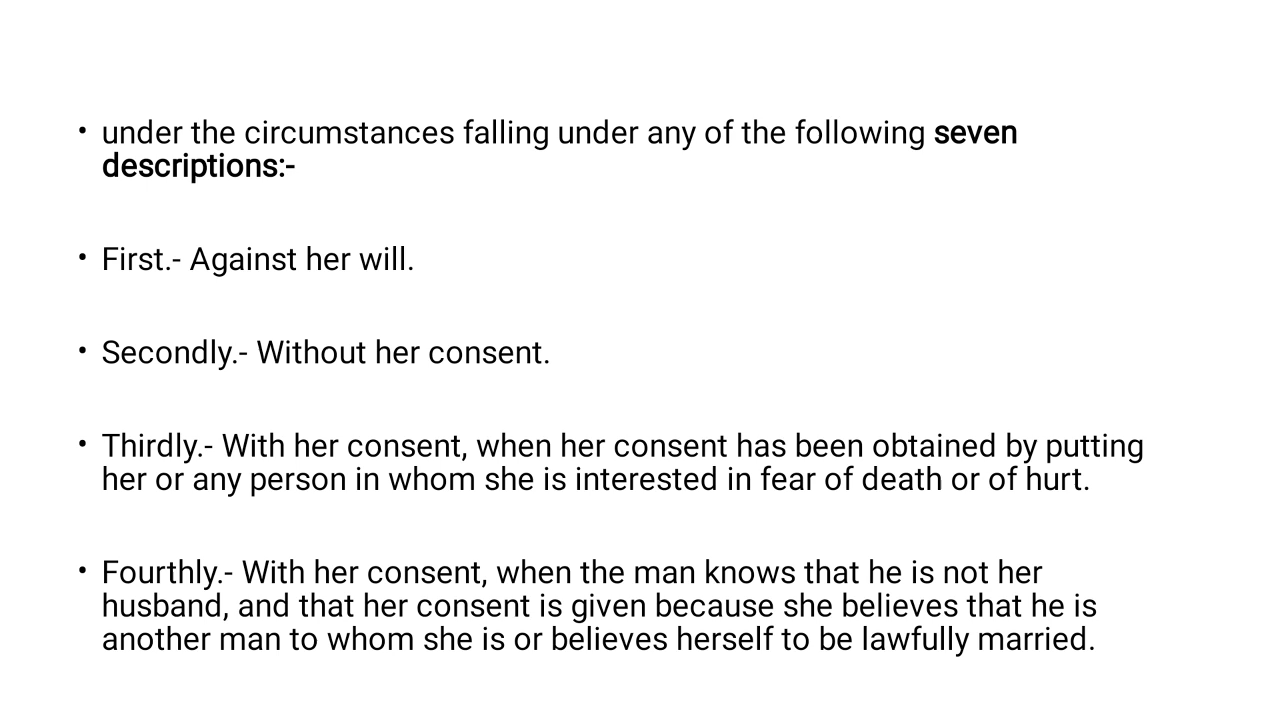 • under the circumstances falling under any of the following seven
descriptions:-
• First.- Against her will.
• Secondly.- Without her consent.
• Thirdly.- With her consent, when her consent has been obtained by putting
her or any person in whom she is interested in fear of death or of hurt.
• Fourthly.- With her consent, when the man knows that he is not her
husband, and that her consent is given because she believes that he is
another man to whom she is or believes herself to be lawfully married.